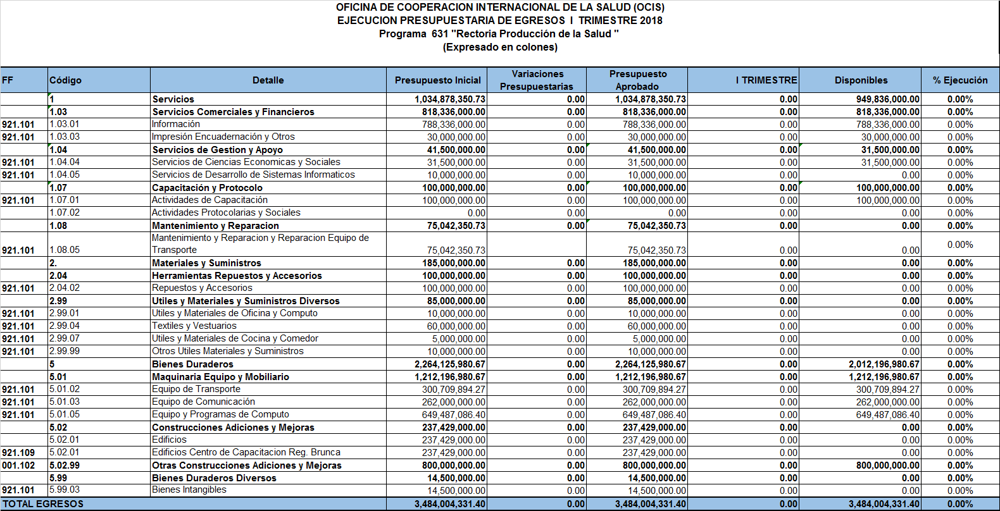 OFICINA DE COOPERACION INTERNACIONAL DE LA SALUD (OCIS)
EJECUCION PRESUPUESTARIA DE EGRESOS I TRIMESTRE 2018
Programa 631 "Rectoria Producción de la Salud "
(Expresado en colones)
FF Código Detalle Presupuesto Inicial Variaciones Presupuestarias Presupuesto Aprobado I TRIMESTRE Disponibles % Ejecución
1 Servicios 1,034,878,350.73 0.00 1,034,878,350.73 0.00 949,836,000.00 0.00%
1.03 Servicios Comerciales y Financieros 818,336,000.00 0.00 818,336,000.00 0.00 818,336,000.00 0.00%
921.101 1.03.01 Información 788,336,000.00 0.00 788,336,000.00 0.00 788,336,000.00 0.00%
921.101 1.03.03 Impresión Encuadernación y Otros 30,000,000.00 0.00 30,000,000.00 0.00 30,000,000.00 0.00%
1.04 Servicios de Gestion y Apoyo 41,500,000.00 0.00 41,500,000.00 0.00 31,500,000.00 0.00%
921.101 1.04.04 Servicios de Ciencias Economicas y Sociales 31,500,000.00 0.00 31,500,000.00 0.00 31,500,000.00 0.00%
921.101 1.04.05 Servicios de Desarrollo de Sistemas Informaticos 10,000,000.00 0.00 10,000,000.00 0.00 0.00 0.00%
1.07 Capacitación y Protocolo 100,000,000.00 0.00 100,000,000.00 0.00 100,000,000.00 0.00%
921.101 1.07.01 Actividades de Capacitación 100,000,000.00 0.00 100,000,000.00 0.00 100,000,000.00 0.00%
1.07.02 Actividades Protocolarias y Sociales 0.00 0.00 0.00 0.00 0.00 0.00%
1.08 Mantenimiento y Reparacion 75,042,350.73 0.00 75,042,350.73 0.00 0.00 0.00%
Mantenimiento y Reparacion y Reparacion Equipo de
921.101 1.08.05 Transporte 75,042,350.73 75,042,350.73 0.00 0.00 0.00%
2. Materiales y Suministros 185,000,000.00 0.00 185,000,000.00 0.00 0.00 0.00%
2.04 Herramientas Repuestos y Accesorios 100,000,000.00 0.00 100,000,000.00 0.00 0.00 0.00%
921.101 2.04.02 Repuestos y Accesorios 100,000,000.00 0.00 100,000,000.00 0.00 0.00 0.00%
2.99 Utiles y Materiales y Suministros Diversos 85,000,000.00 0.00 85,000,000.00 0.00 0.00 0.00%
921.101 2.99.01 Utiles y Materiales de Oficina y Computo 10,000,000.00 0.00 10,000,000.00 0.00 0.00 0.00%
921.101 2.99.04 Textiles y Vestuarios 60,000,000.00 0.00 60,000,000.00 0.00 0.00 0.00%
921.101 2.99.07 Utiles y Materiales de Cocina y Comedor 5,000,000.00 0.00 5,000,000.00 0.00 0.00 0.00%
921.101 2.99.99 Otros Utiles Materiales y Suministros 10,000,000.00 0.00 10,000,000.00 0.00 0.00 0.00%
5 Bienes Duraderos 2,264,125,980.67 0.00 2,264,125,980.67 0.00 2,012,196,980.67 0.00%
5.01 Maquinaria Equipo y Mobiliario 1,212,196,980.67 0.00 1,212,196,980.67 0.00 1,212,196,980.67 0.00%
921.101 5.01.02 Equipo de Transporte 300,709,894.27 0.00 300,709,894.27 0.00 300,709,894.27 0.00%
921.101 5.01.03 Equipo de Comunicación 262,000,000.00 0.00 262,000,000.00 0.00 262,000,000.00 0.00%
921.101 5.01.05 Equipo y Programas de Computo 649,487,086.40 0.00 649,487,086.40 0.00 649,487,086.40 0.00%
5.02 Construcciones Adiciones y Mejoras 237,429,000.00 0.00 237,429,000.00 0.00 0.00 0.00%
5.02.01 Edificios 237,429,000.00 0.00 237,429,000.00 0.00 0.00 0.00%
921.109 5.02.01 Edificios Centro de Capacitacion Reg. Brunca 237,429,000.00 0.00 237,429,000.00 0.00 0.00 0.00%
001.102 5.02.99 Otras Construcciones Adiciones y Mejoras 800,000,000.00 0.00 800,000,000.00 0.00 800,000,000.00 0.00%
5.99 Bienes Duraderos Diversos 14,500,000.00 0.00 14,500,000.00 0.00 0.00 0.00%
921.101 5.99.03 Bienes Intangibles 14,500,000.00 0.00 14,500,000.00 0.00 0.00 0.00%
TOTAL EGRESOS 3,484,004,331.40 0.00 3,484,004,331.40 0.00 3,484,004,331.40 0.00%